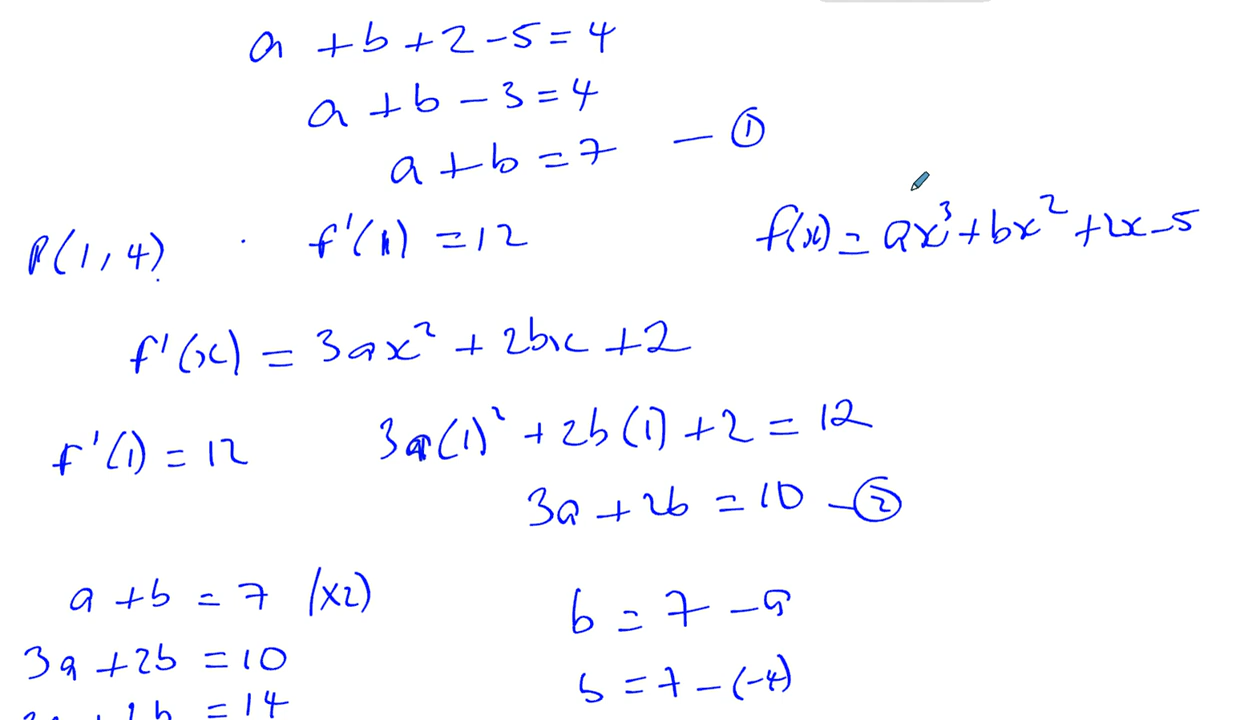 a + b + 2 - 5 = 4
a + b - 3 = 4
a + b = 7 - ①
P(1, 4) . f'(1) = 12
f(x) = ax³ + bx² + 2x - 5
f'(x) = 3ax² + 2bx + 2
f'(1) = 12
3a(1)² + 2b(1) + 2 = 12
3a + 2b = 10 - ②
a + b = 7 (x2)
3a + 2b = 10
= 14
b = 7 - a
b = 7 - (-4)